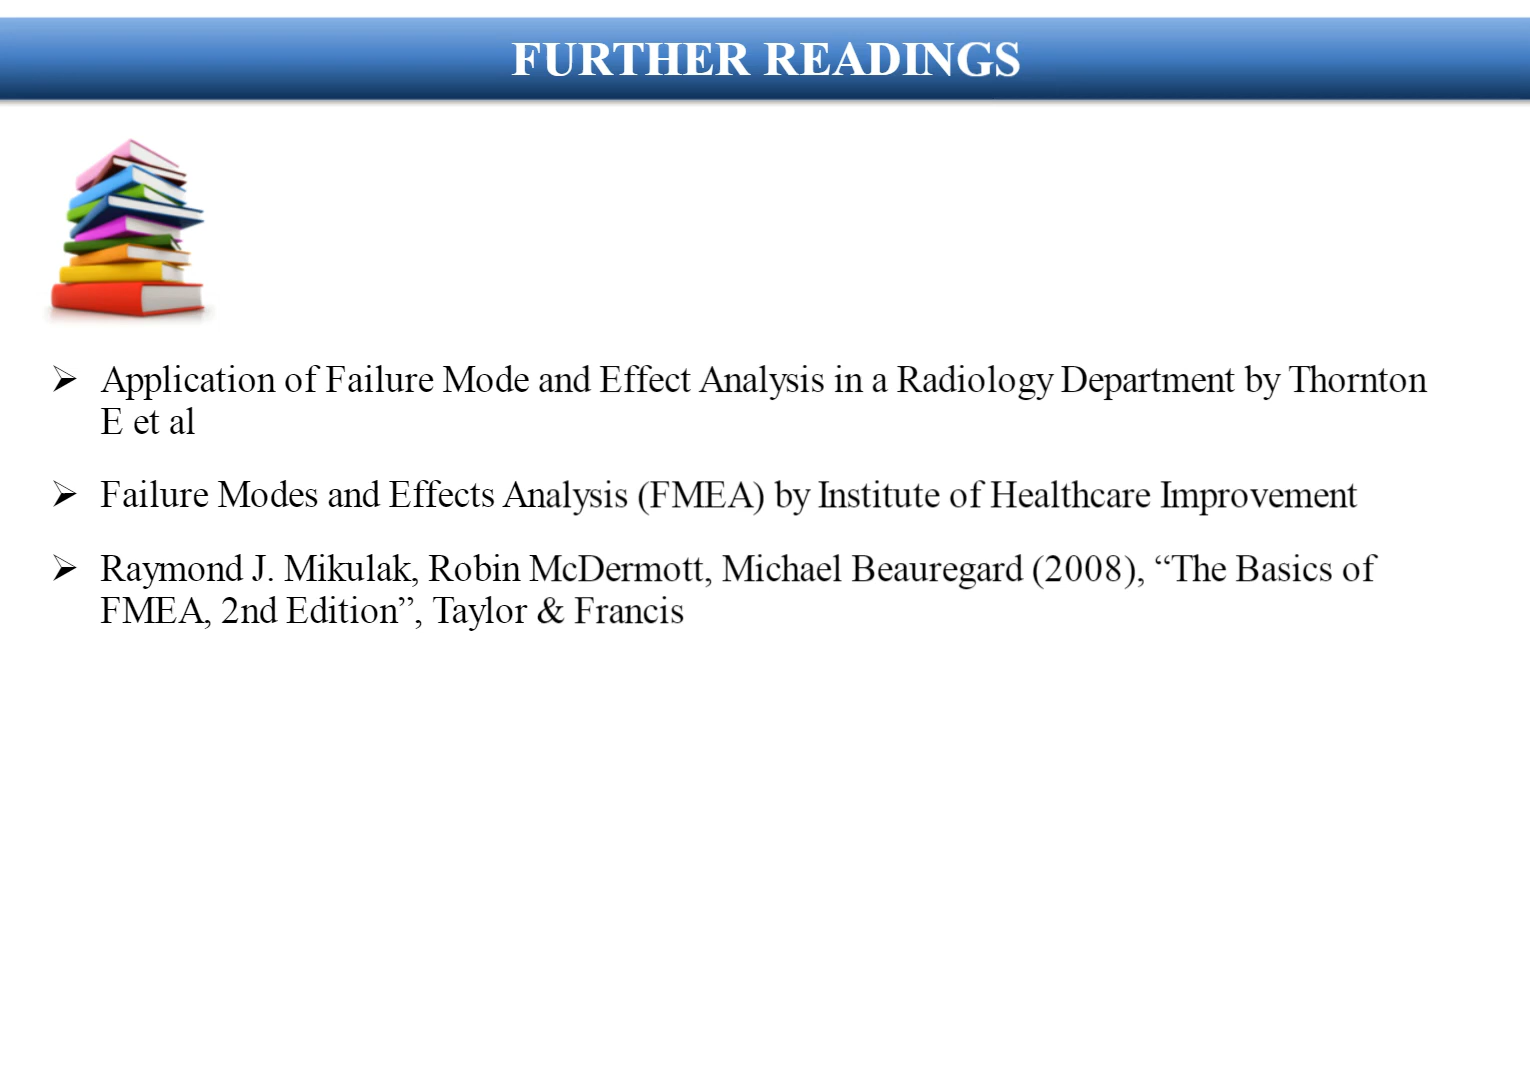 FURTHER READINGS
➢ Application of Failure Mode and Effect Analysis in a Radiology Department by Thornton
E et al
➢ Failure Modes and Effects Analysis (FMEA) by Institute of Healthcare Improvement
➢ Raymond J. Mikulak, Robin McDermott, Michael Beauregard (2008), “The Basics of
FMEA, 2nd Edition”, Taylor & Francis